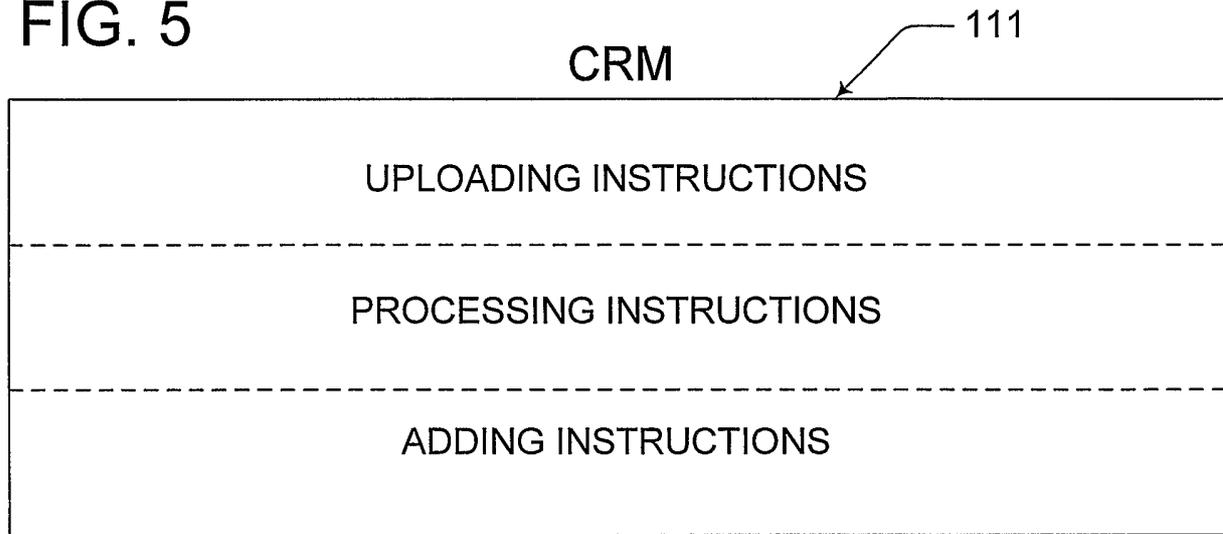 FIG. 5
111
CRM
UPLOADING INSTRUCTIONS
PROCESSING INSTRUCTIONS
ADDING INSTRUCTIONS